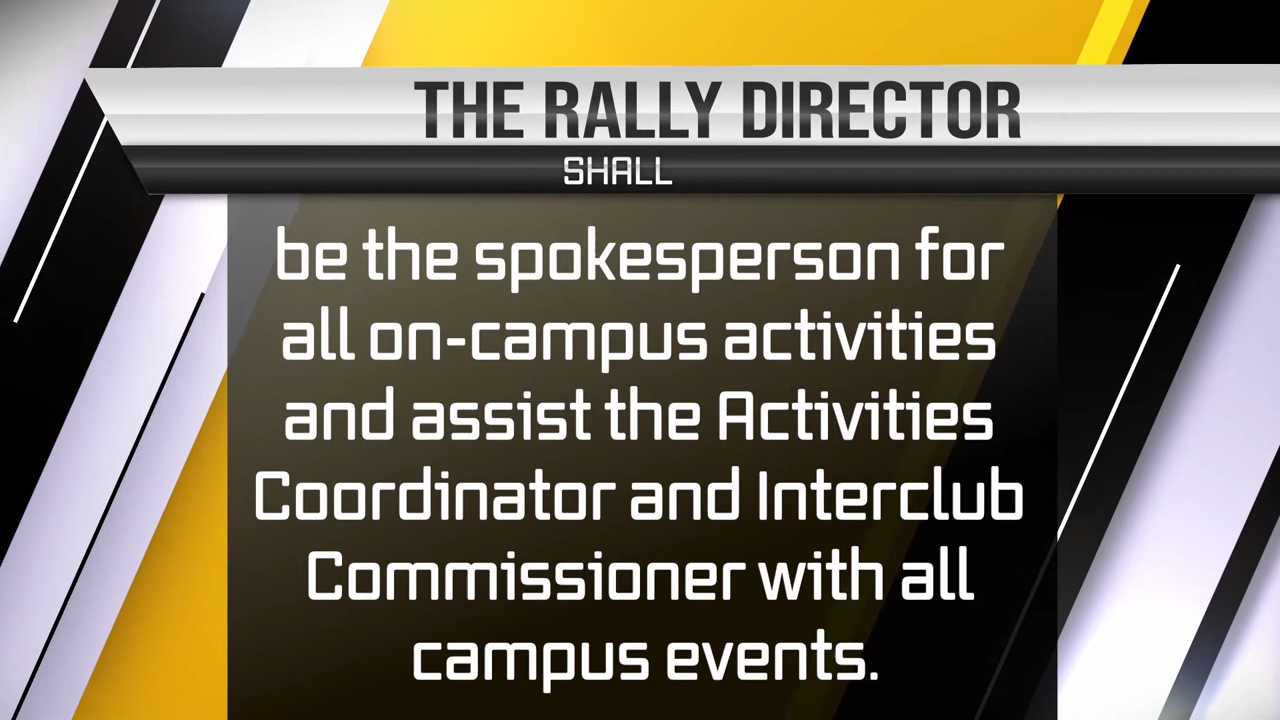 THE RALLY DIRECTOR
SHALL
be the spokesperson for
all on-campus activities
and assist the Activities
Coordinator and Interclub
Commissioner with all
campus events.